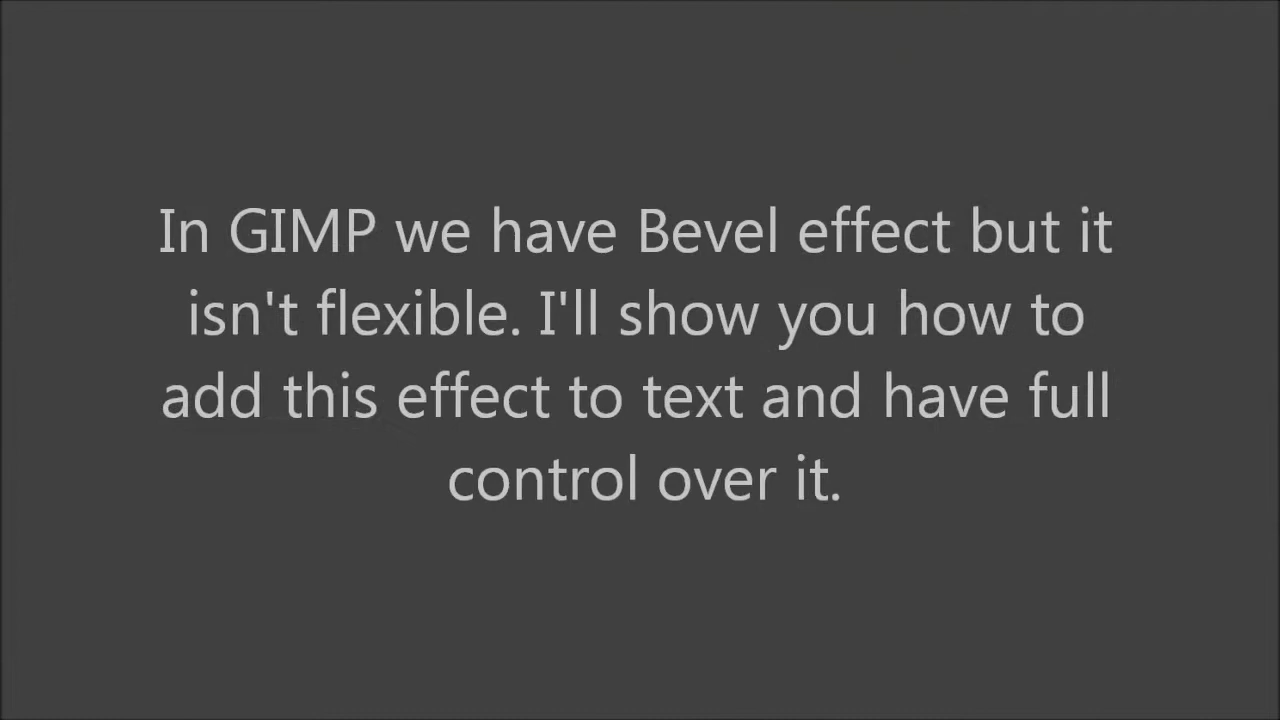 In GIMP we have Bevel effect but it
isn't flexible. I'll show you how to
add this effect to text and have full
control over it.